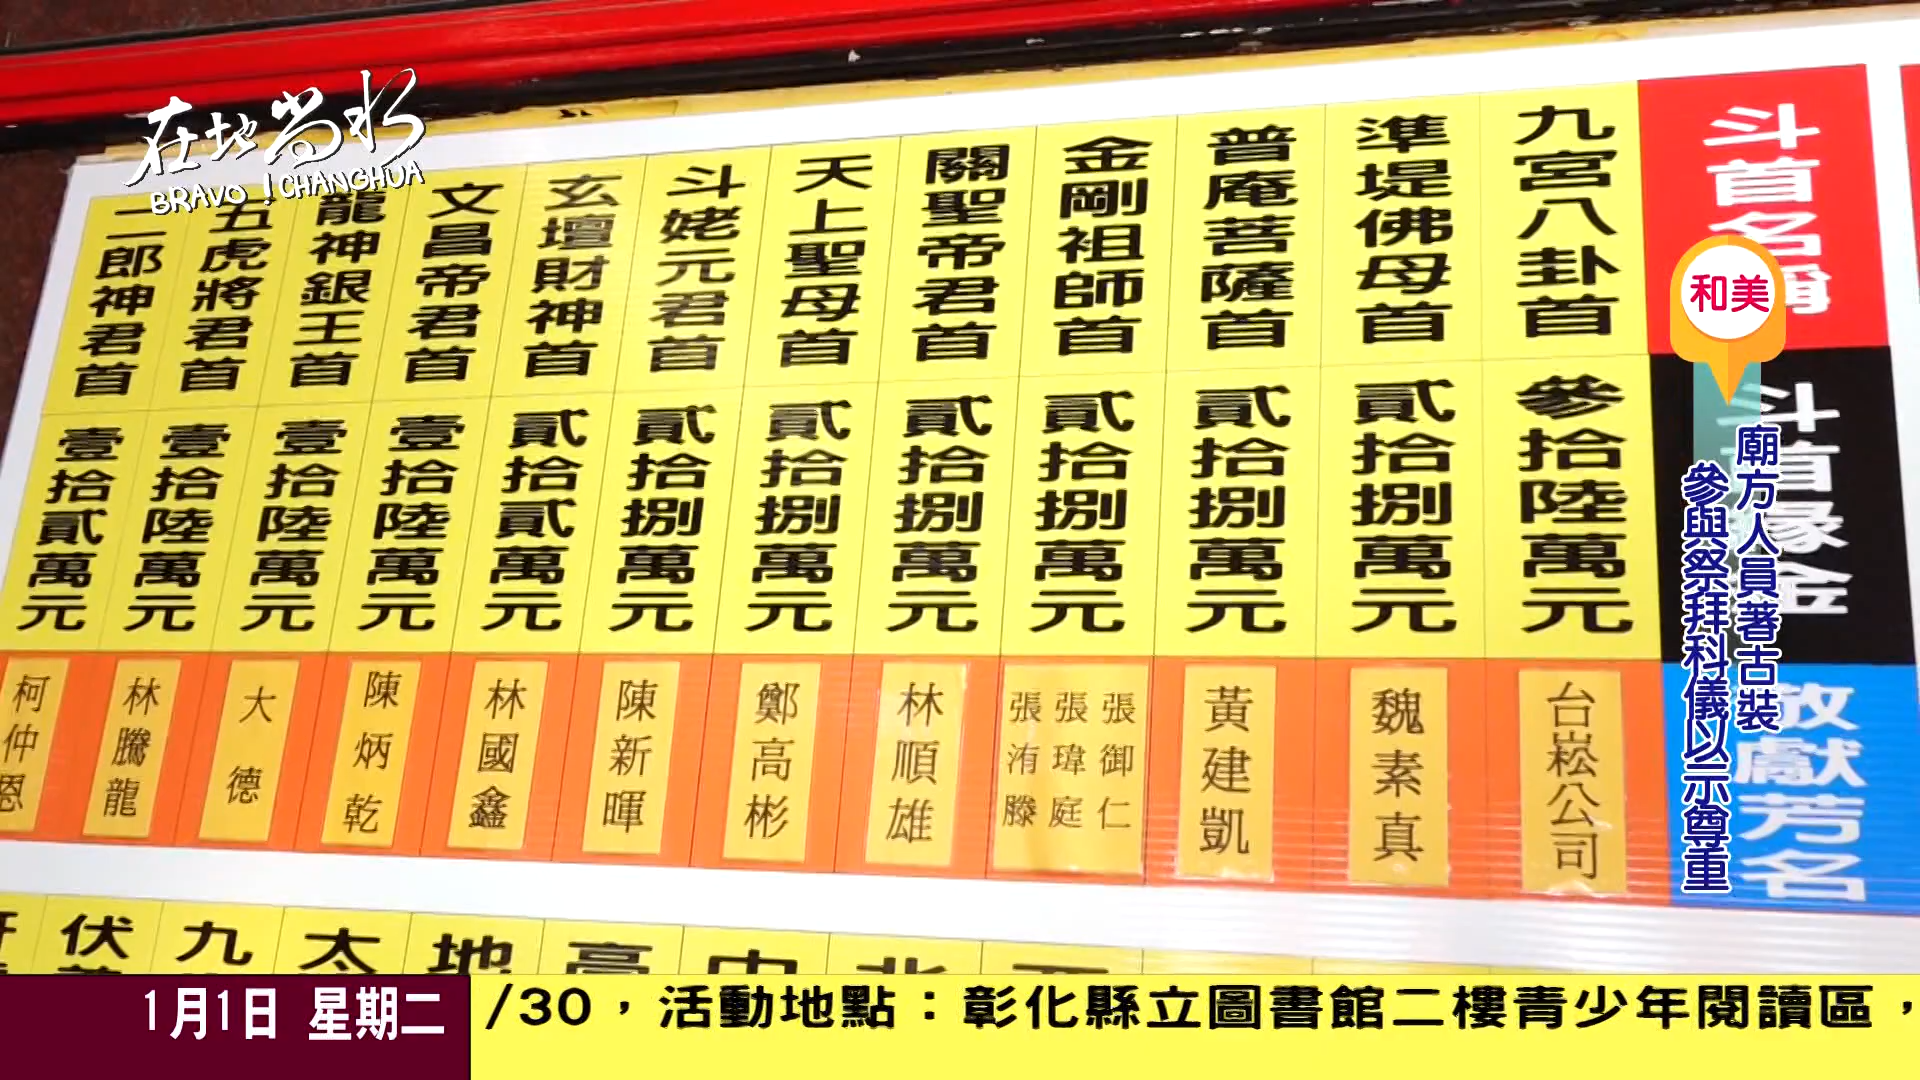 在地尚水
BRAVO！CHANGHUA
斗首名稱
斗首緣金
敬獻芳名
九宮八卦首
參拾陸萬元
台崧公司
準堤佛母首
貳拾捌萬元
魏素真
普庵菩薩首
貳拾捌萬元
黃建凱
金剛祖師首
貳拾捌萬元
張御仁
張瑋庭
張洧滕
關聖帝君首
貳拾捌萬元
林順雄
天上聖母首
貳拾捌萬元
鄭高彬
斗姥元君首
貳拾捌萬元
陳新暉
玄壇財神首
貳拾貳萬元
林國鑫
文昌帝君首
壹拾陸萬元
陳炳乾
龍神銀王首
壹拾陸萬元
大德
五虎將君首
壹拾陸萬元
林騰龍
二郎神君首
壹拾貳萬元
柯仲恩
伏
九
太
地
和美
廟方人員著古裝
參與祭拜科儀以示尊重
1月1日 星期二
/30，活動地點：彰化縣立圖書館二樓青少年閱讀區，